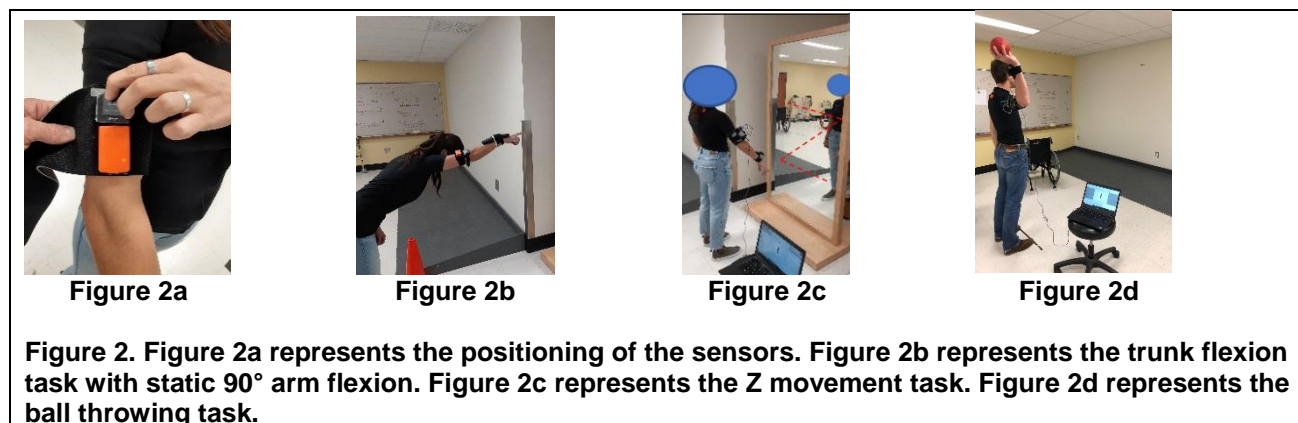 Figure 2a
Figure 2b
Figure 2c
Figure 2d
Figure 2. Figure 2a represents the positioning of the sensors. Figure 2b represents the trunk flexion
task with static 90° arm flexion. Figure 2c represents the Z movement task. Figure 2d represents the
ball throwing task.